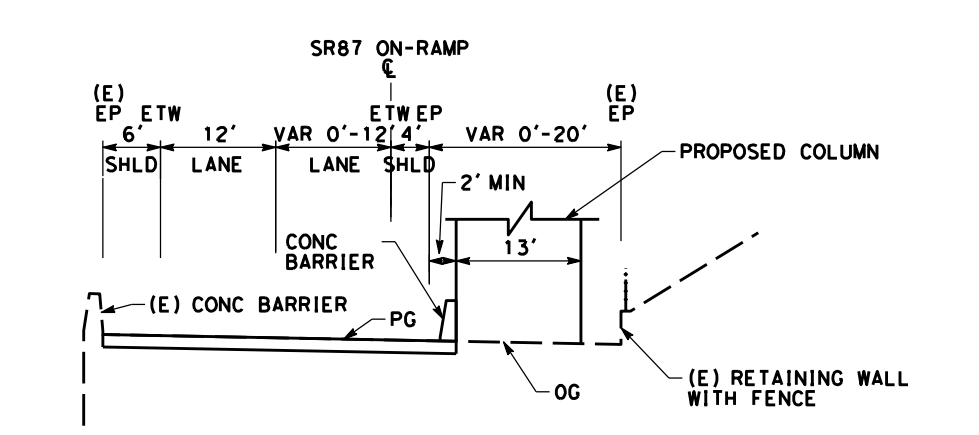 SR87 ON-RAMP
℄
(E)
EP ETW
ETW EP
(E)
EP
6' 12' VAR 0'-12' 4' VAR 0'-20'
SHLD LANE LANE SHLD
PROPOSED COLUMN
2' MIN
CONC
BARRIER
13'
(E) CONC BARRIER
PG
OG
(E) RETAINING WALL
WITH FENCE